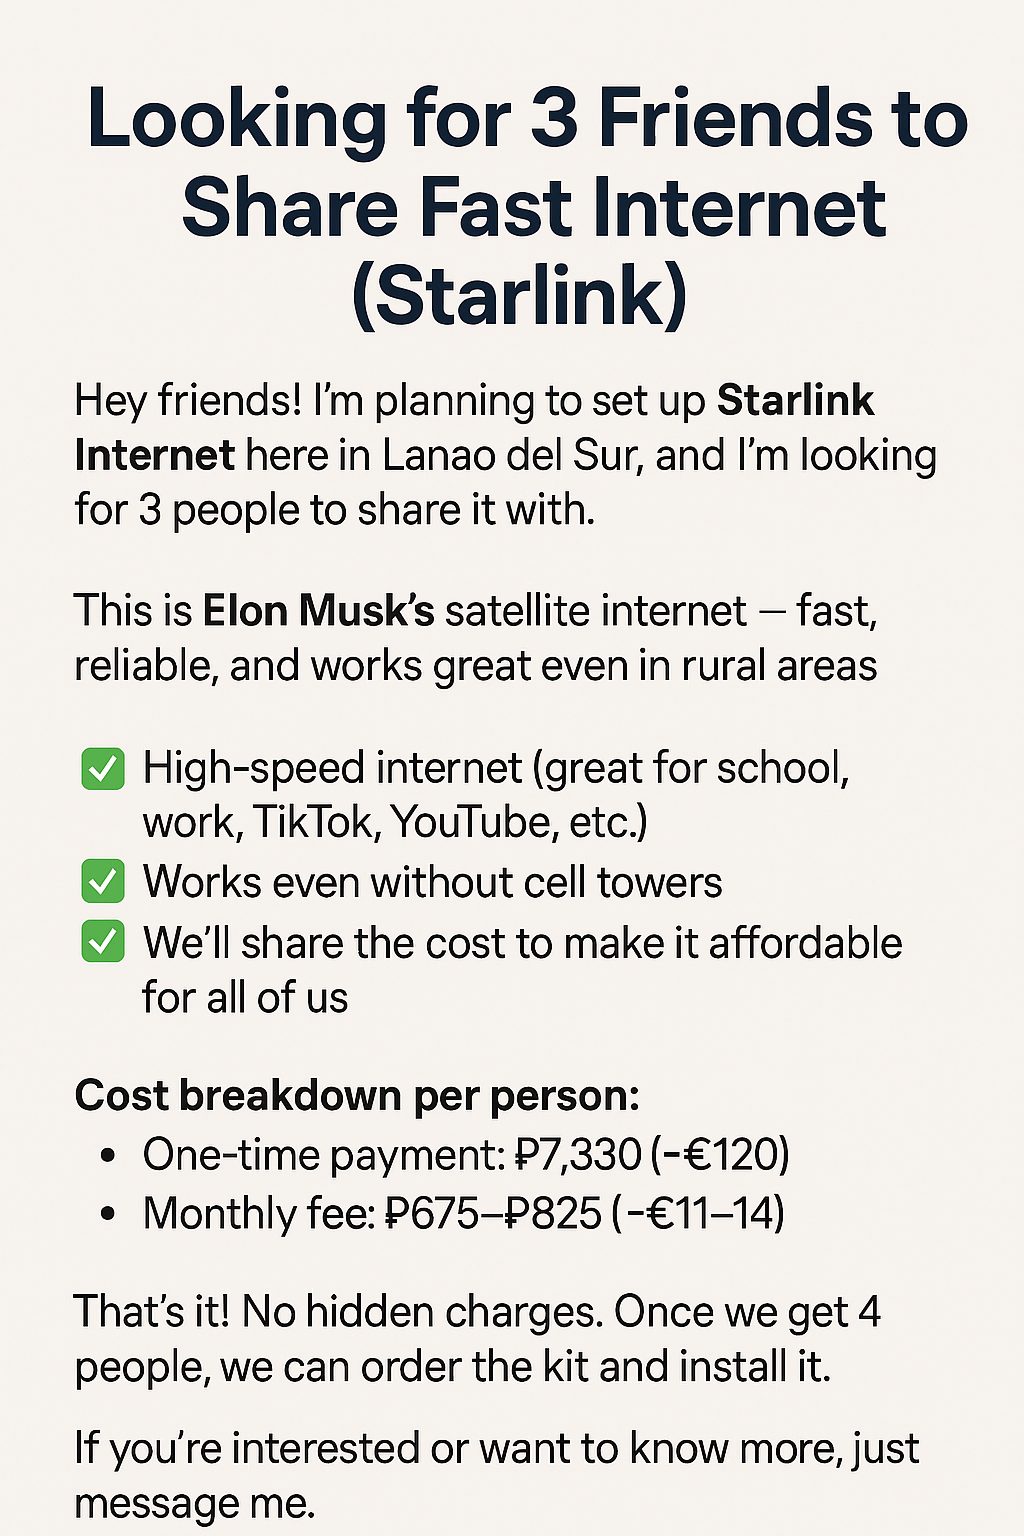 Looking for 3 Friends to
Share Fast Internet
(Starlink)
Hey friends! I’m planning to set up Starlink
Internet here in Lanao del Sur, and I’m looking
for 3 people to share it with.
This is Elon Musk’s satellite internet — fast,
reliable, and works great even in rural areas
✅ High-speed internet (great for school,
work, TikTok, YouTube, etc.)
✅ Works even without cell towers
✅ We’ll share the cost to make it affordable
for all of us
Cost breakdown per person:
• One-time payment: ₽7,330 (-€120)
• Monthly fee: ₽675–₽825 (-€11–14)
That’s it! No hidden charges. Once we get 4
people, we can order the kit and install it.
If you’re interested or want to know more, just
message me.